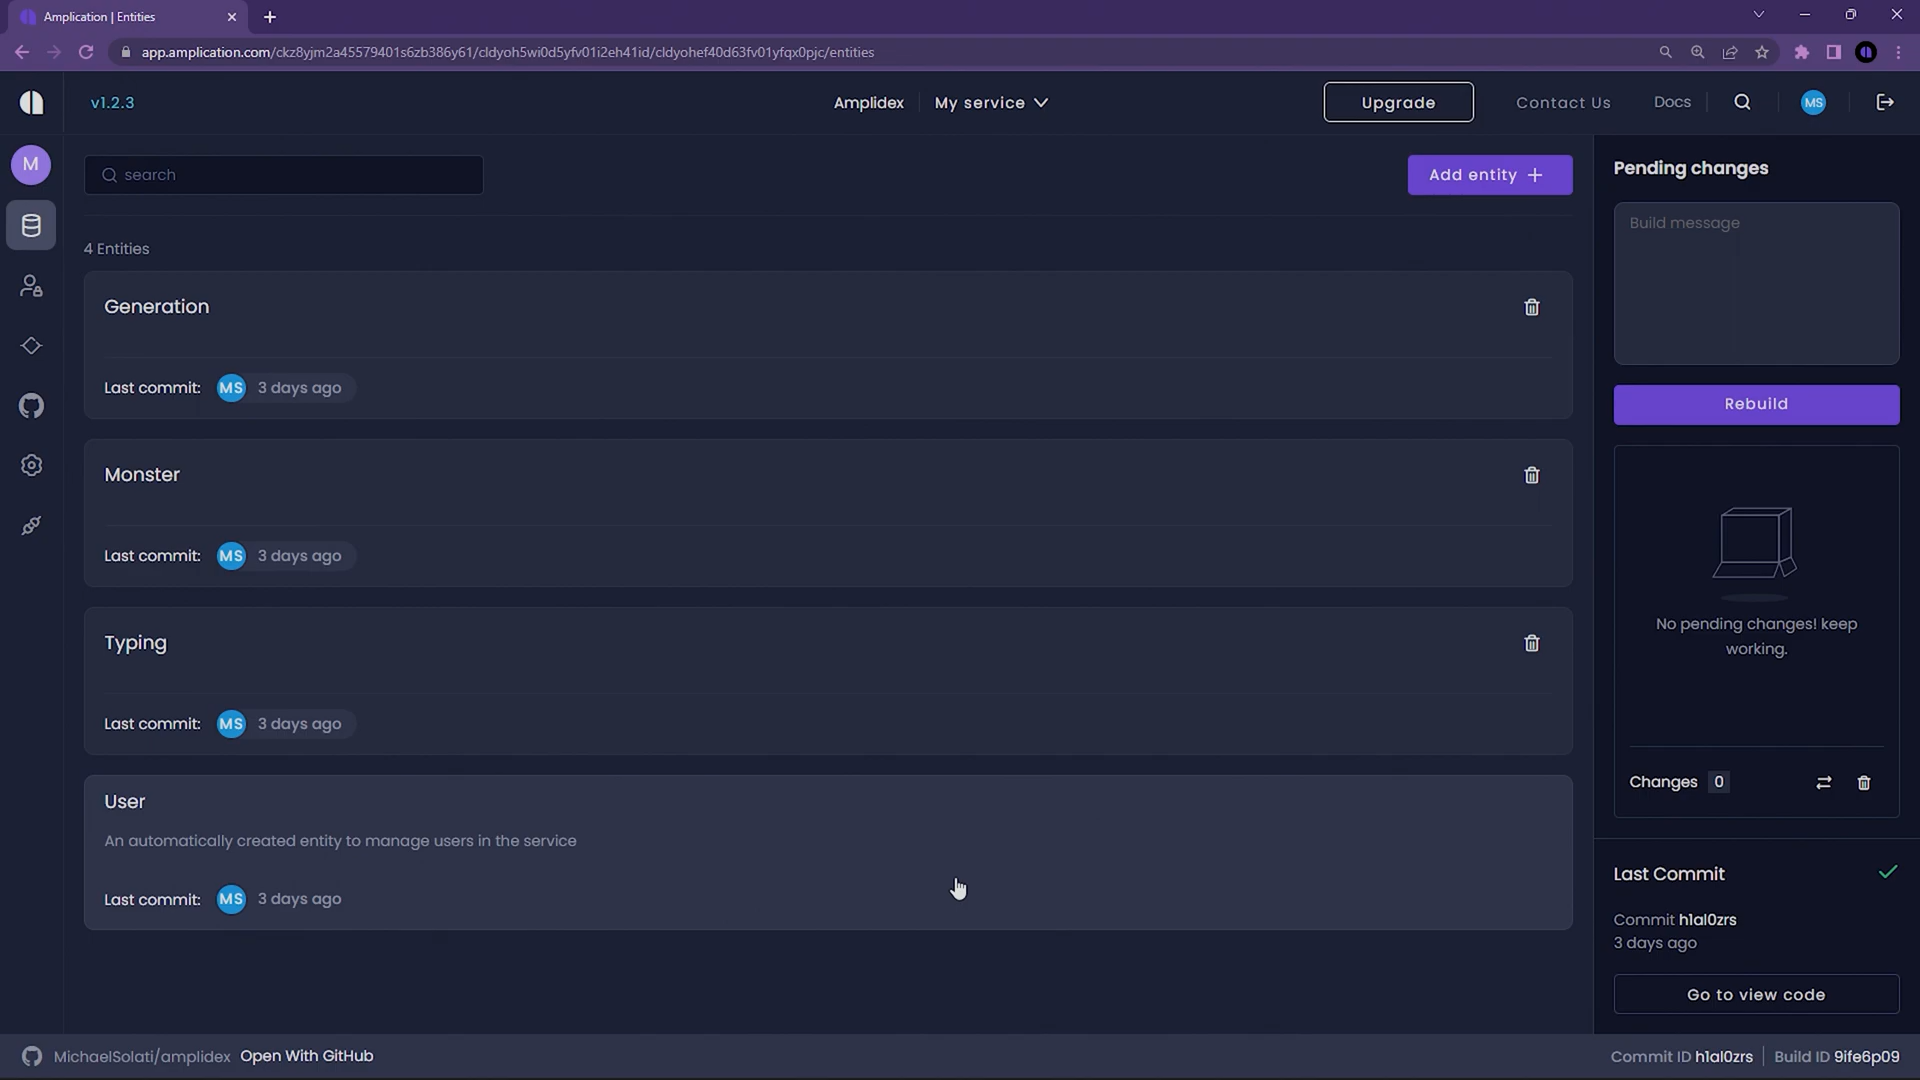 Amplication | Entities
app.amplication.com/ckz8yjm2a45579401s6zb386y61/cldyoh5wi0d5yfv01i2eh41id/cldyohef40d63fv01yfqx0pjc/entities
v1.2.3
Amplidex
My service
Upgrade
Contact Us
Docs
MS
M
search
Add entity
4 Entities
Generation
Last commit: MS 3 days ago
Monster
Last commit: MS 3 days ago
Typing
Last commit: MS 3 days ago
User
An automatically created entity to manage users in the service
Last commit: MS 3 days ago
Pending changes
Build message
Rebuild
No pending changes! keep
working.
Changes 0
Last Commit
Commit h1al0zrs
3 days ago
Go to view code
MichaelSolati/amplidex Open With GitHub
Commit ID h1al0zrs
Build ID 9ife6p09